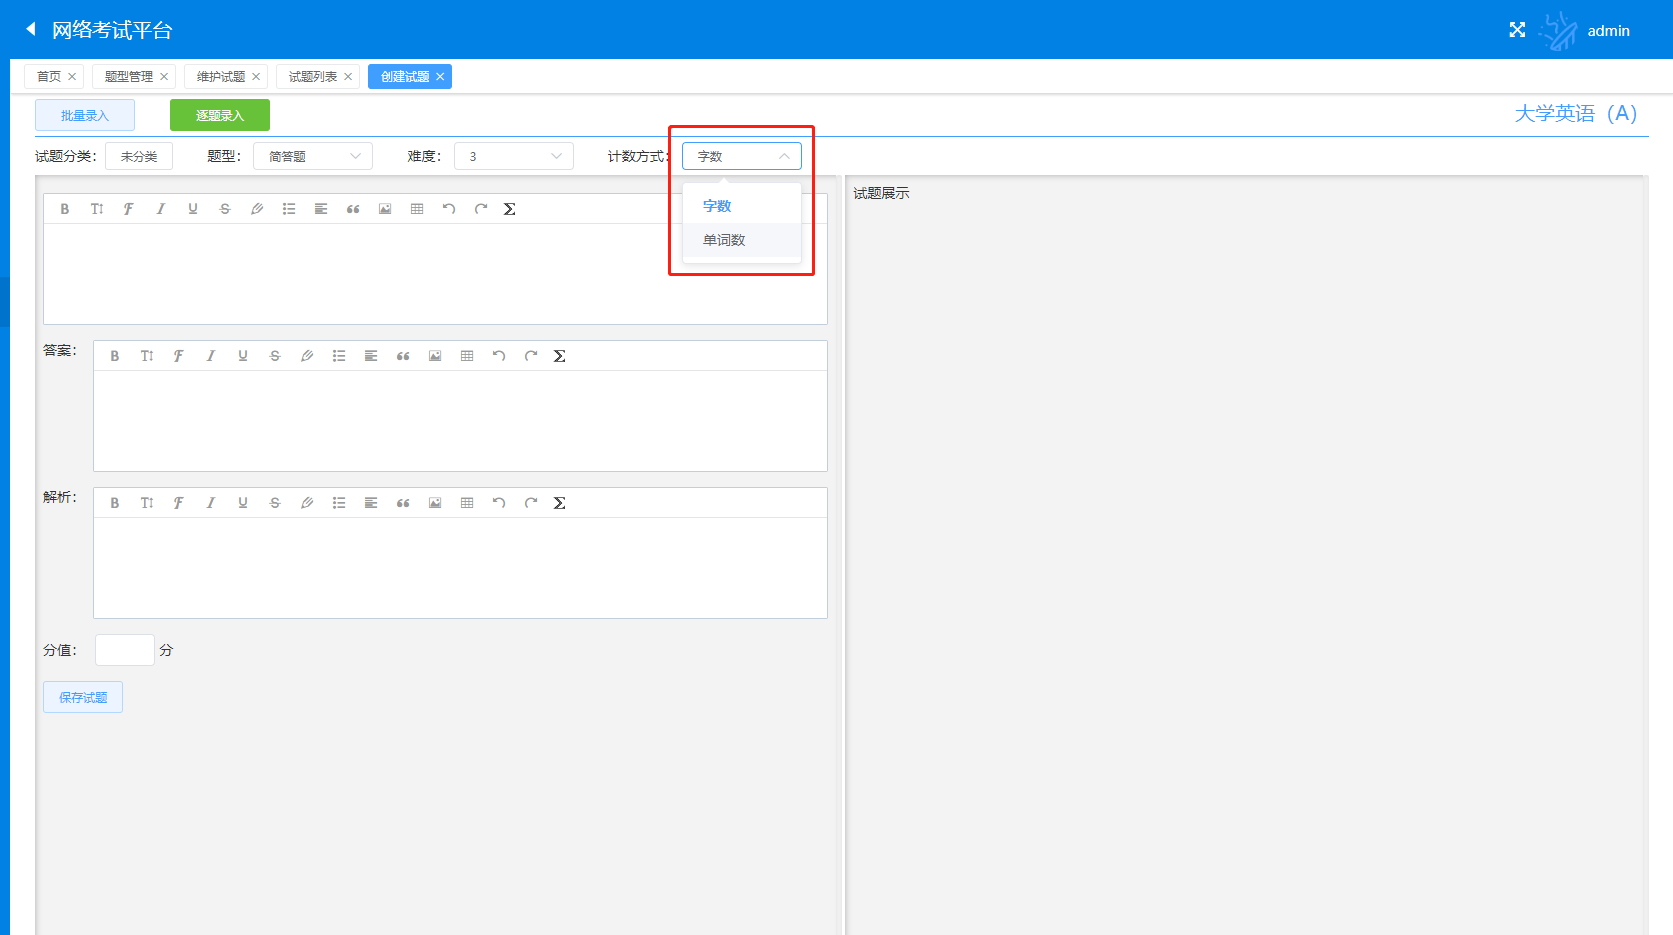 网络考试平台
admin
首页 题型管理 维护试题 试题列表 创建试题
批量录入 逐题录入 大学英语（A）
试题分类： 未分类 题型： 简答题 难度： 3 计数方式： 字数
试题展示
字数
单词数
答案：
解析：
分值： 分
保存试题